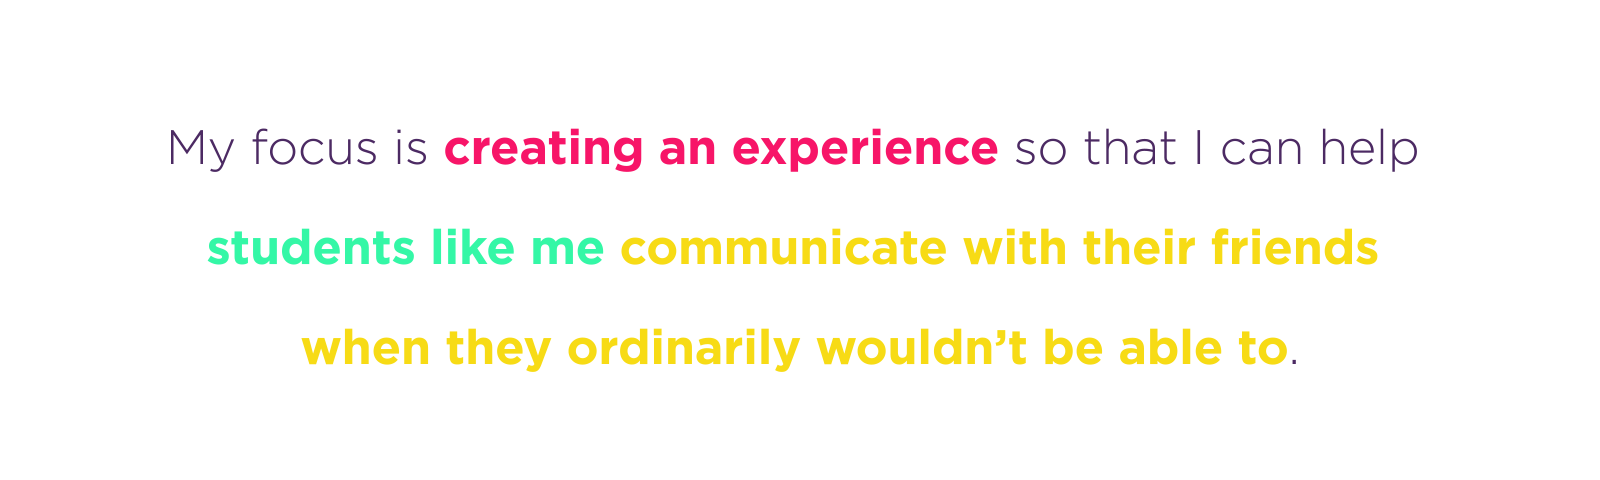 My focus is creating an experience so that I can help
students like me communicate with their friends
when they ordinarily wouldn’t be able to.